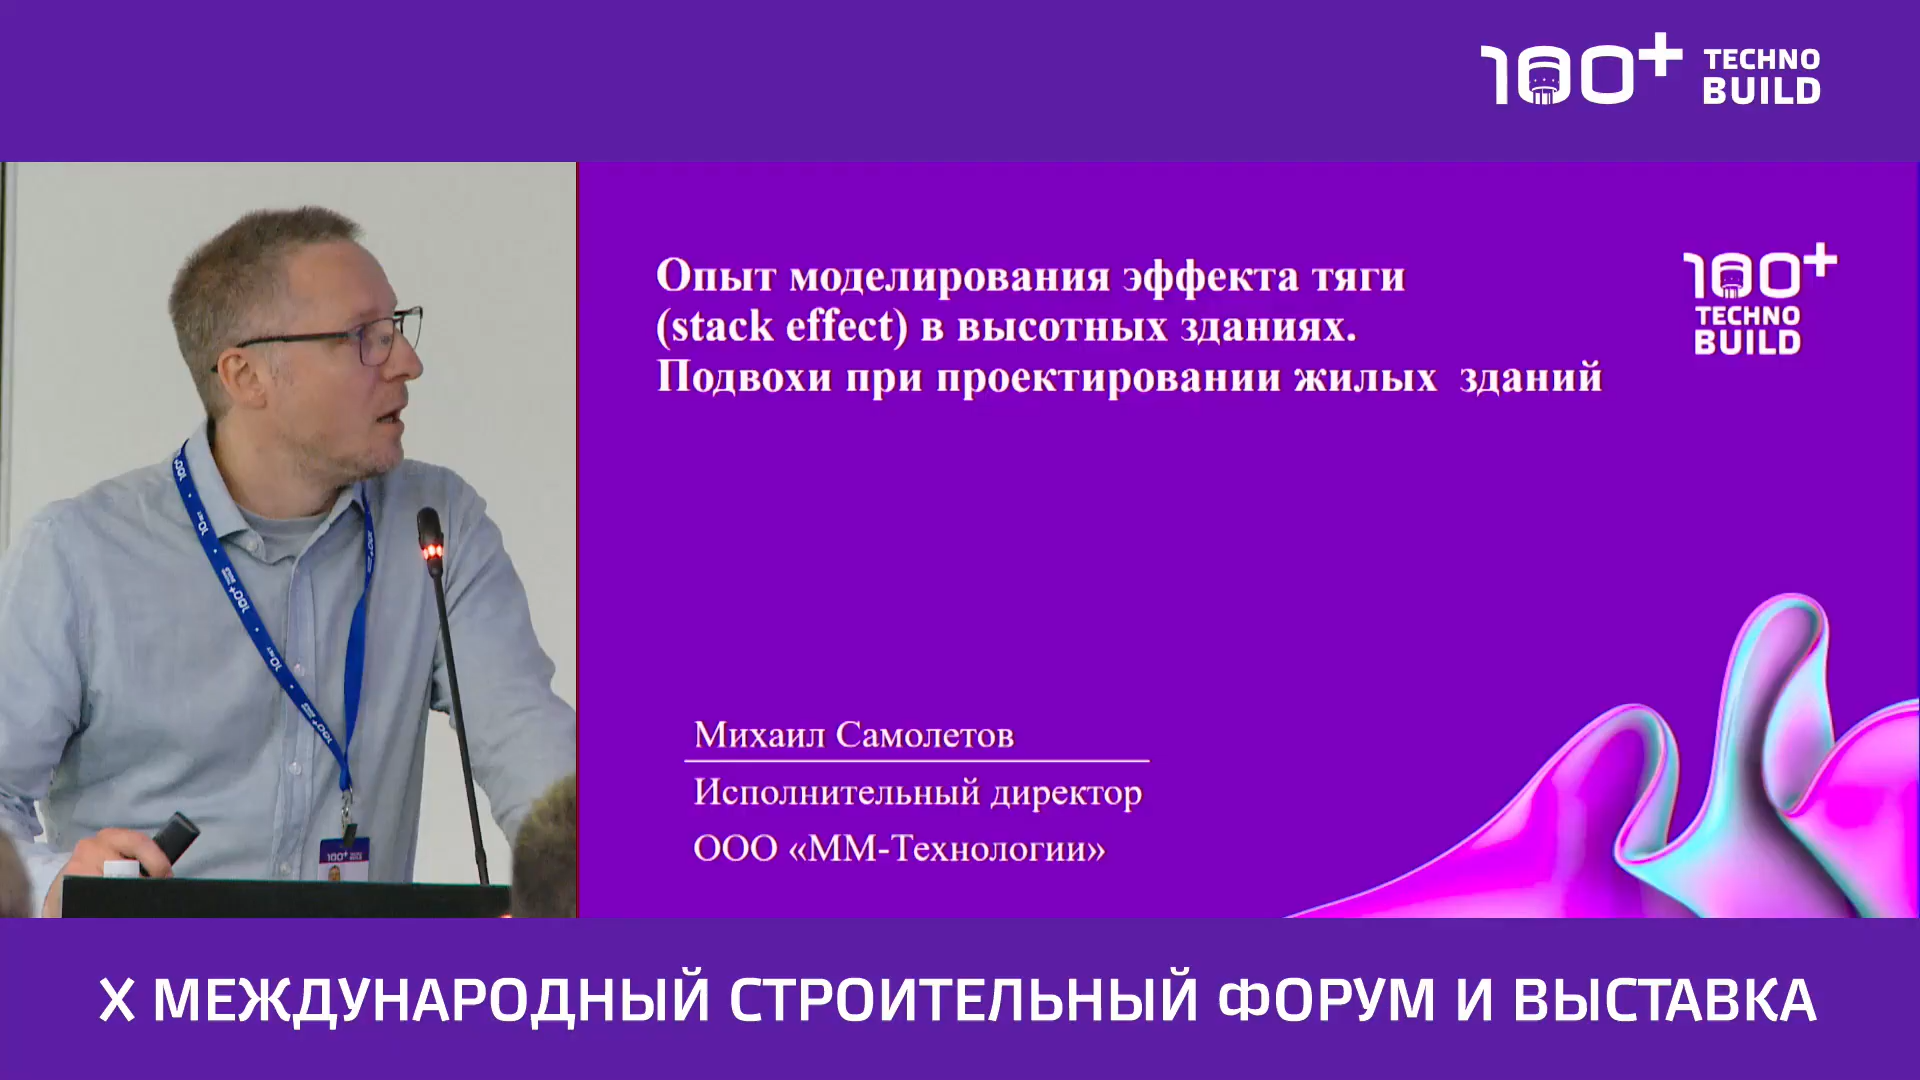 100+ TECHNO
BUILD
Опыт моделирования эффекта тяги
(stack effect) в высотных зданиях.
Подвохи при проектировании жилых зданий
100+
TECHNO
BUILD
Михаил Самолетов
Исполнительный директор
ООО «ММ-Технологии»
X МЕЖДУНАРОДНЫЙ СТРОИТЕЛЬНЫЙ ФОРУМ И ВЫСТАВКА